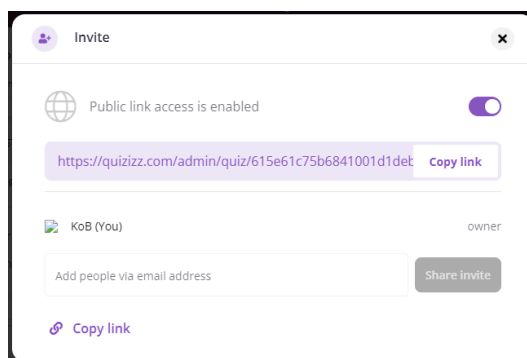 Invite
Public link access is enabled
https://quizizz.com/admin/quiz/615e61c75b6841001d1deb
Copy link
KoB (You)
owner
Add people via email address
Share invite
Copy link